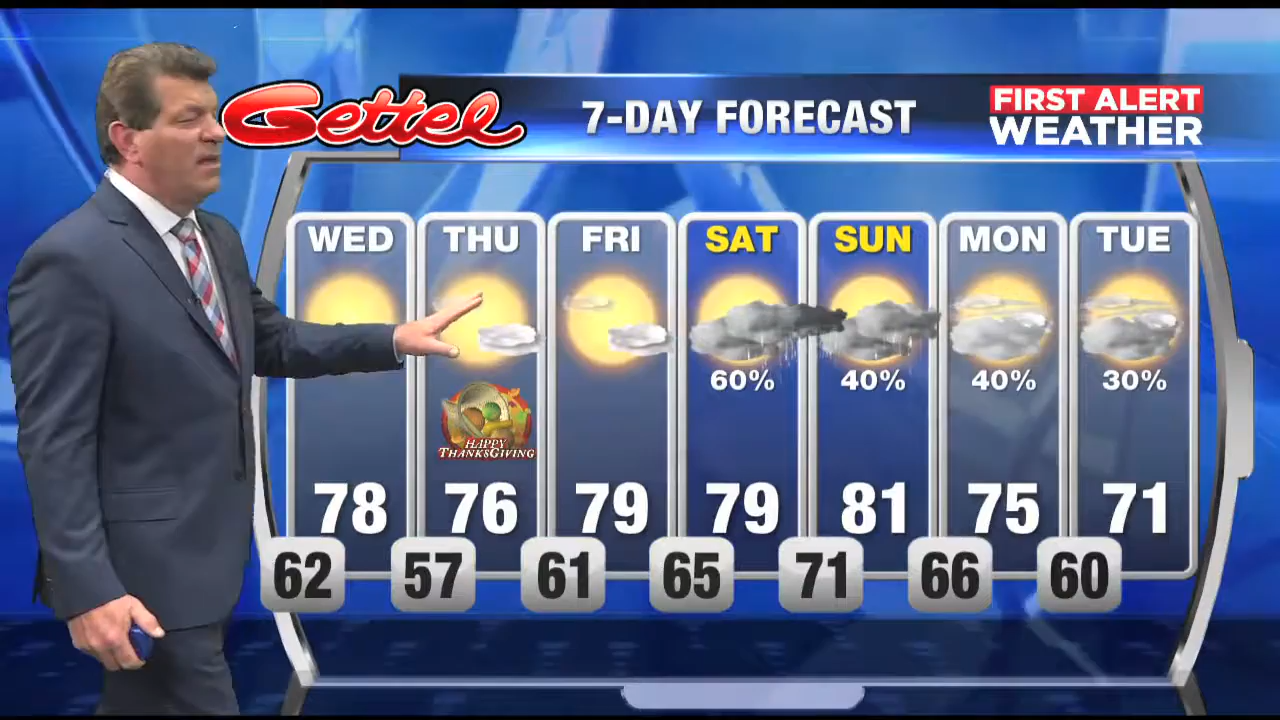 Gettel
7-DAY FORECAST
FIRST ALERT
WEATHER
WED THU FRI SAT SUN MON TUE
60% 40% 40% 30%
HAPPY
THANKSGIVING
78 76 79 79 81 75 71
62 57 61 65 71 66 60